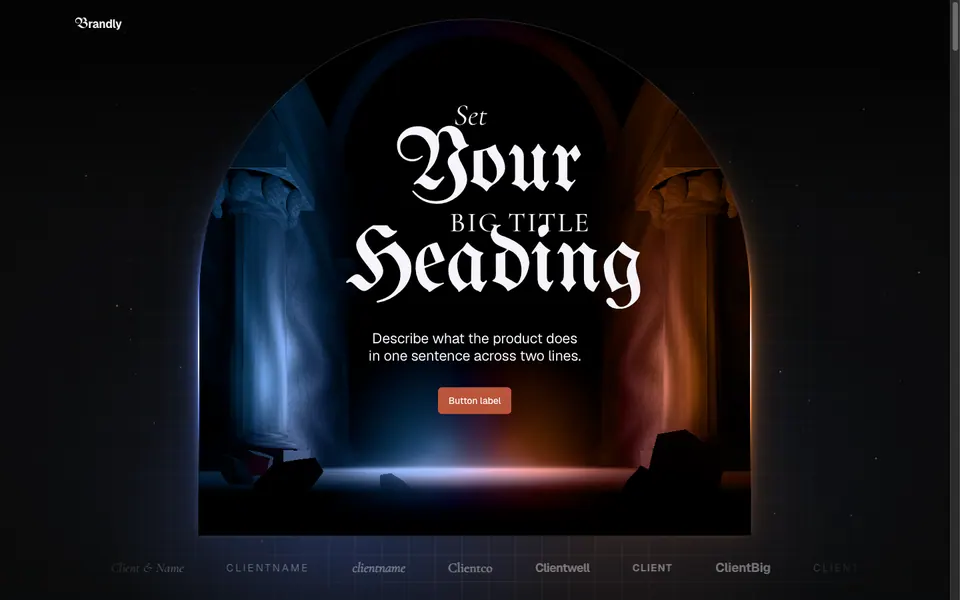 Brandly
Set
Your
BIG TITLE
Heading
Describe what the product does
in one sentence across two lines.
Button label
Client & Name CLIENTNAME clientname Clientco Clientwell CLIENT ClientBig CLIENT